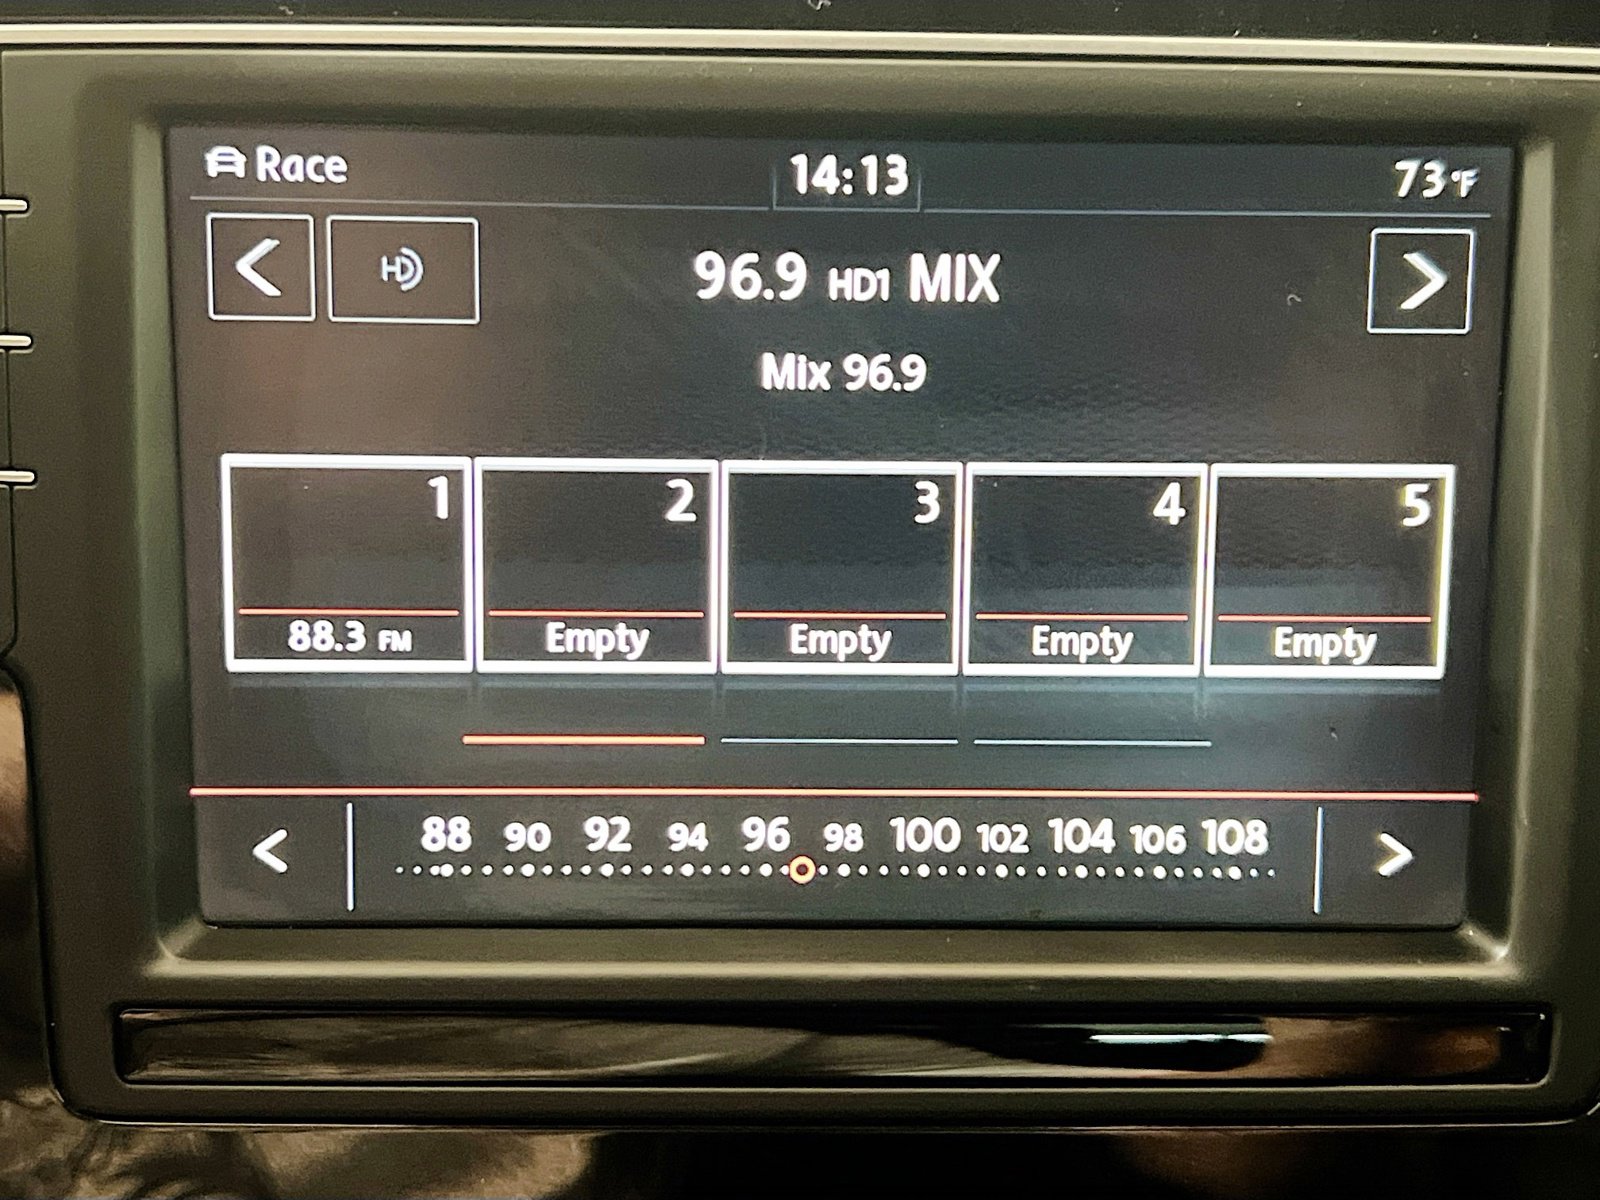 Race 14:13 73°F
HD 96.9 HD1 MIX
Mix 96.9
1 2 3 4 5
88.3 FM Empty Empty Empty Empty
88 90 92 94 96 98 100 102 104 106 108